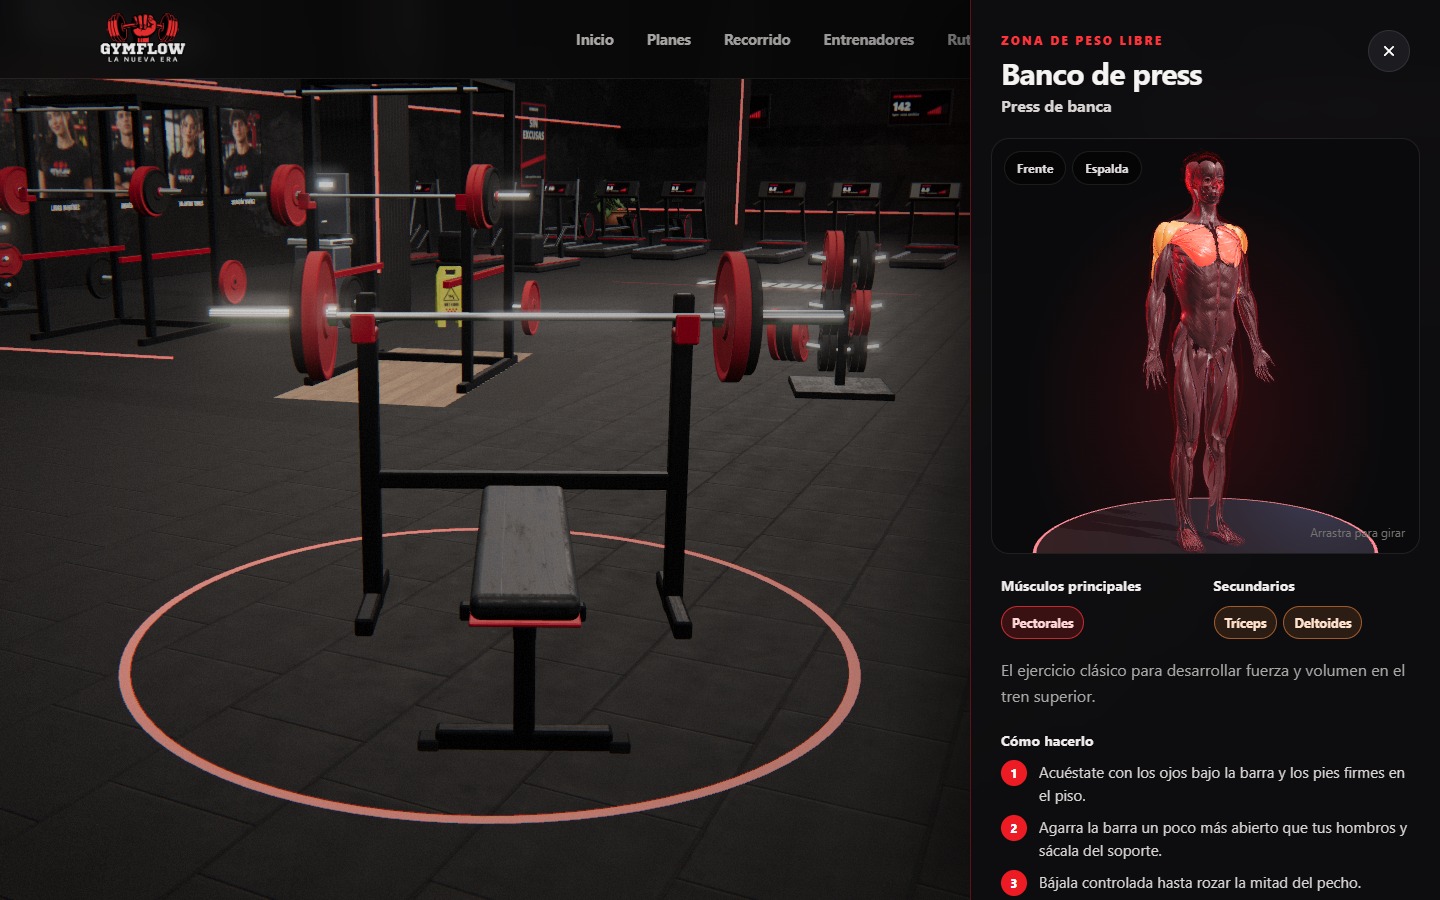 GYMFLOW
LA NUEVA ERA
Inicio
Planes
Recorrido
Entrenadores
Rut
SIN
EXCUSAS
142
ZONA DE PESO LIBRE
Banco de press
Press de banca
Frente
Espalda
Arrastra para girar
Músculos principales
Secundarios
Pectorales
Tríceps
Deltoides
El ejercicio clásico para desarrollar fuerza y volumen en el
tren superior.
Cómo hacerlo
1
Acuéstate con los ojos bajo la barra y los pies firmes en
el piso.
2
Agarra la barra un poco más abierto que tus hombros y
sácala del soporte.
3
Bájala controlada hasta rozar la mitad del pecho.